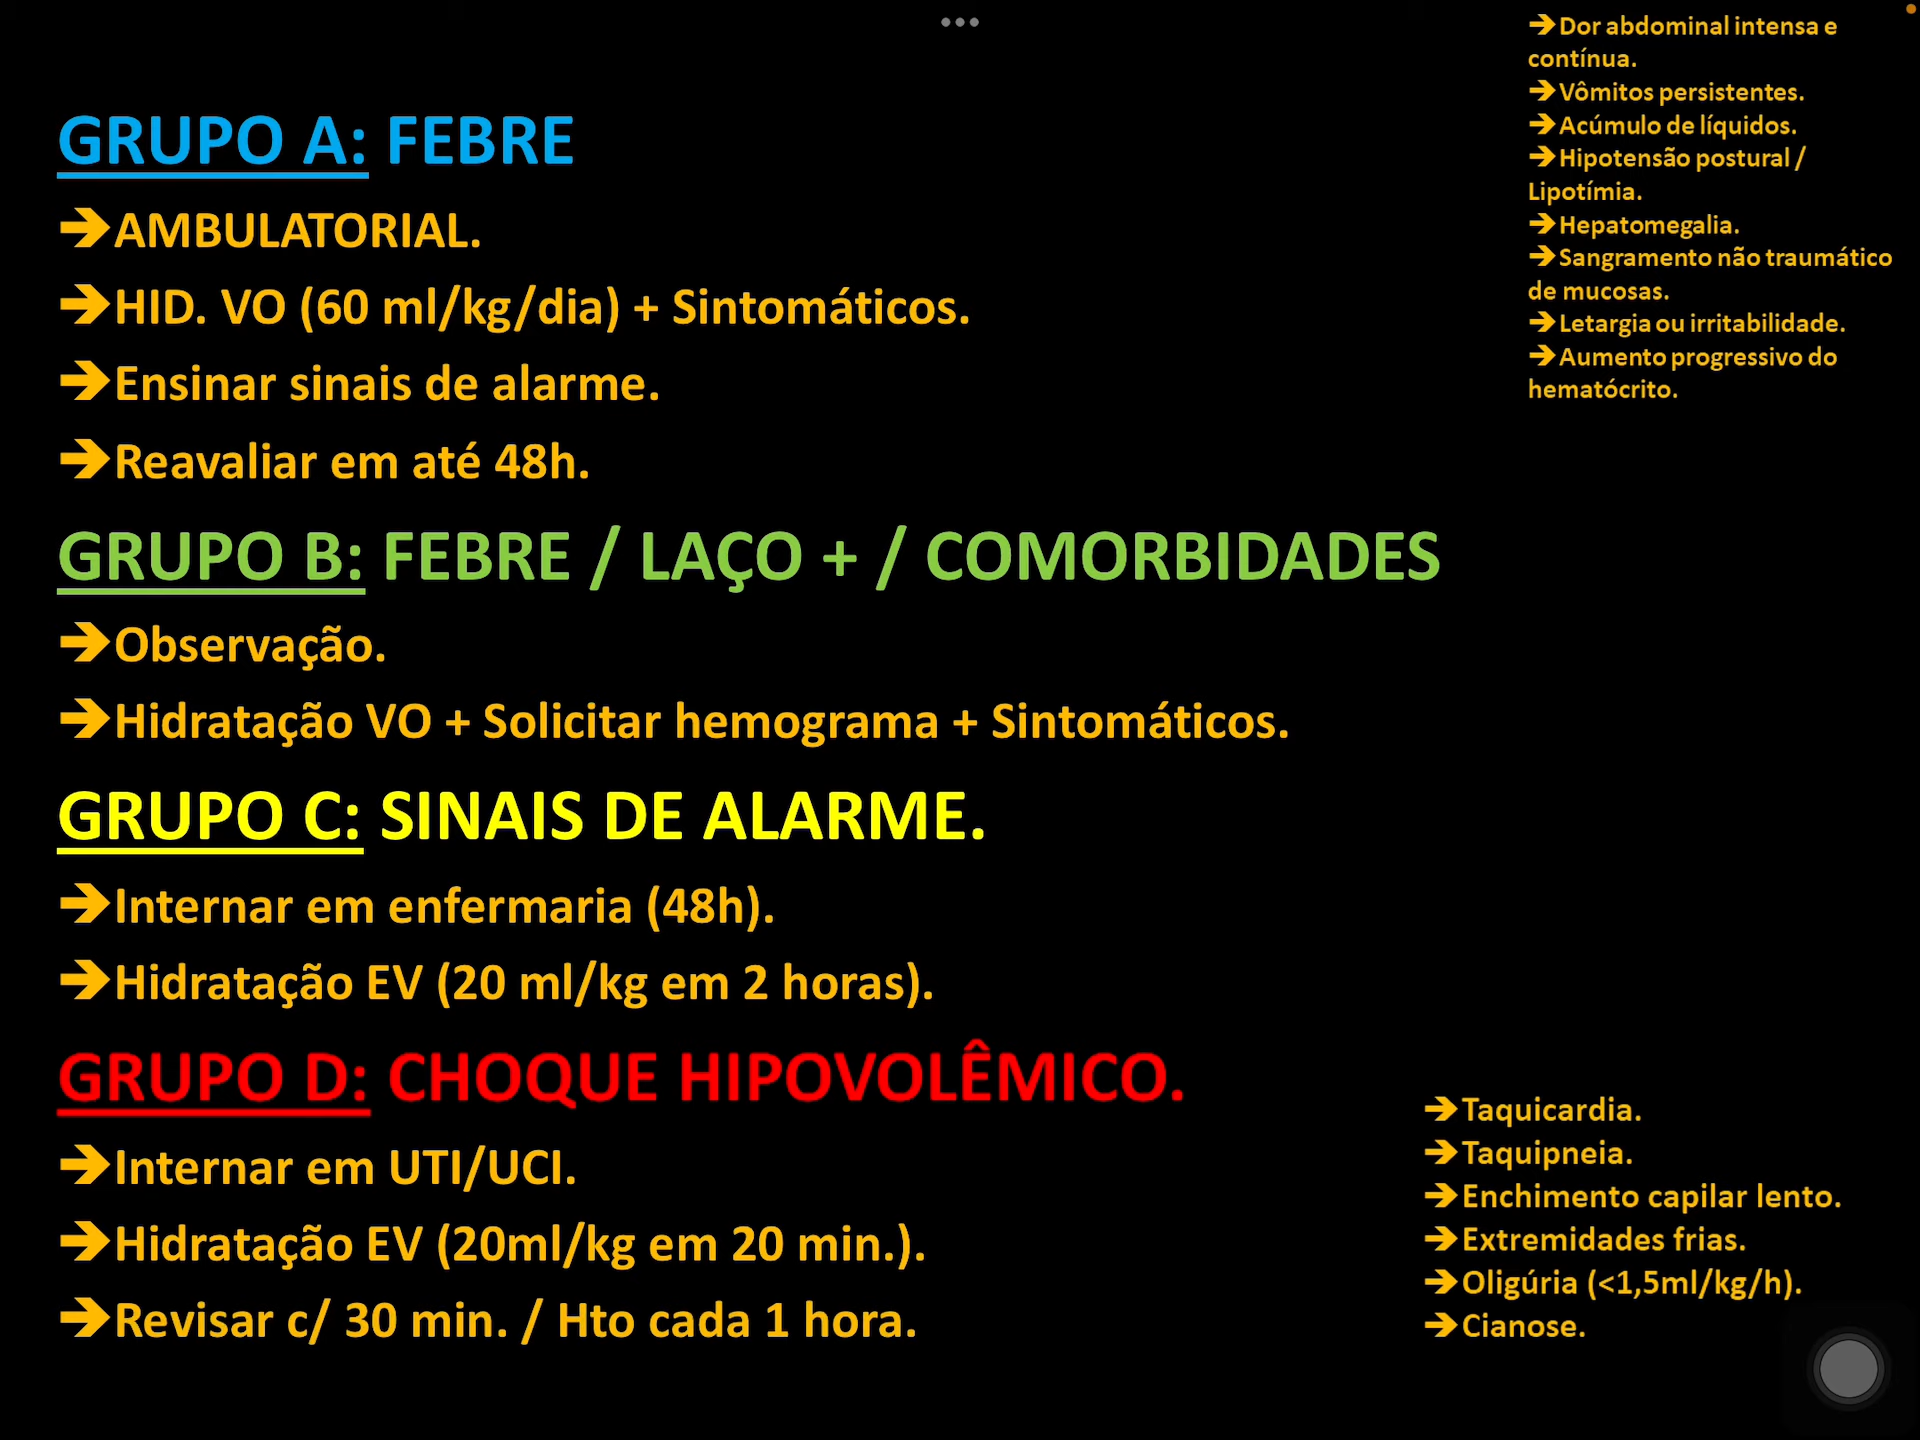 GRUPO A: FEBRE
➔AMBULATORIAL.
➔HID. VO (60 ml/kg/dia) + Sintomáticos.
➔Ensinar sinais de alarme.
➔Reavaliar em até 48h.
GRUPO B: FEBRE / LAÇO + / COMORBIDADES
➔Observação.
➔Hidratação VO + Solicitar hemograma + Sintomáticos.
GRUPO C: SINAIS DE ALARME.
➔Internar em enfermaria (48h).
➔Hidratação EV (20 ml/kg em 2 horas).
GRUPO D: CHOQUE HIPOVOLÊMICO.
➔Internar em UTI/UCI.
➔Hidratação EV (20ml/kg em 20 min.).
➔Revisar c/ 30 min. / Hto cada 1 hora.
➔Dor abdominal intensa e
contínua.
➔Vômitos persistentes.
➔Acúmulo de líquidos.
➔Hipotensão postural /
Lipotímia.
➔Hepatomegalia.
➔Sangramento não traumático
de mucosas.
➔Letargia ou irritabilidade.
➔Aumento progressivo do
hematócrito.
➔Taquicardia.
➔Taquipneia.
➔Enchimento capilar lento.
➔Extremidades frias.
➔Oligúria (<1,5ml/kg/h).
➔Cianose.